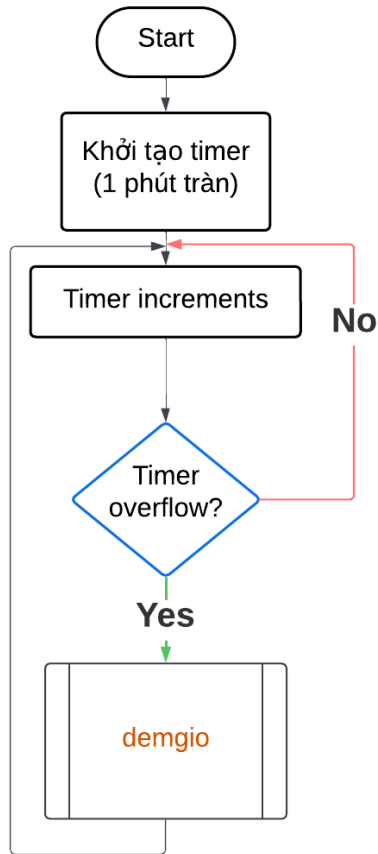 Start
Khởi tạo timer
(1 phút tràn)
Timer increments
No
Timer
overflow?
Yes
demgio